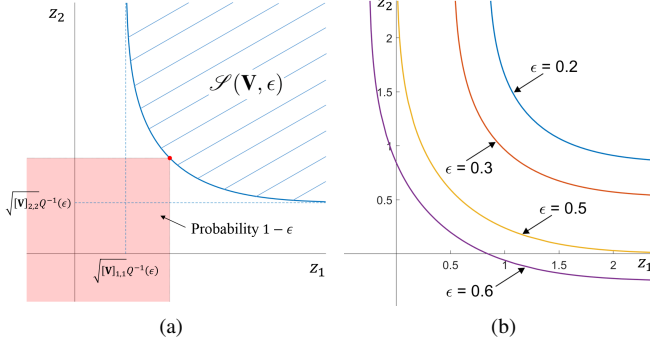 z₂
𝒮(V, ϵ)
√[V]₂,₂Q⁻¹(ϵ)
Probability 1 − ϵ
√[V]₁,₁Q⁻¹(ϵ)
z₁
(a)
z₂
2
1.5
1
0.5
ϵ = 0.2
ϵ = 0.3
ϵ = 0.5
ϵ = 0.6
0.5
1
1.5
2
z₁
(b)